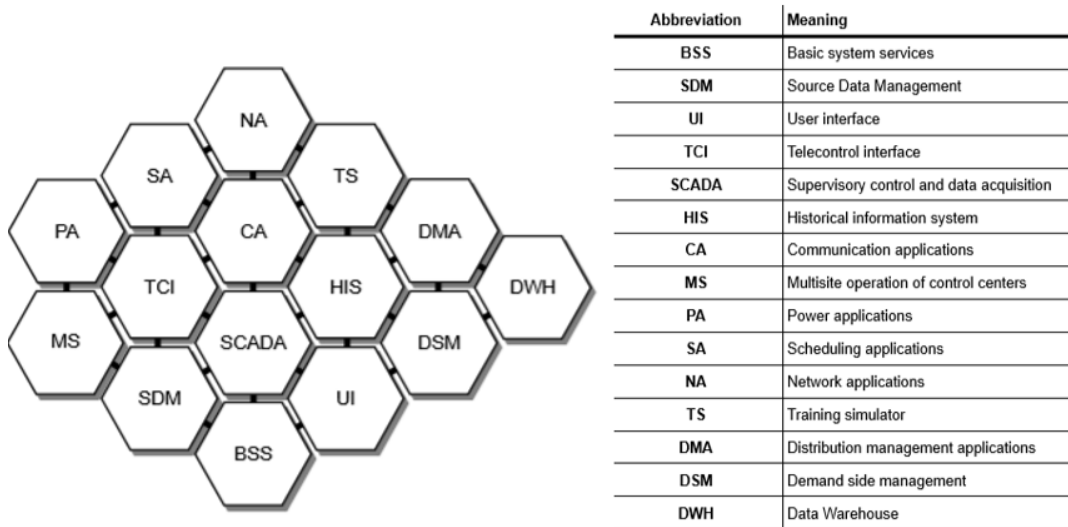 NA
SA
TS
PA
CA
DMA
TCI
HIS
DWH
MS
SCADA
DSM
SDM
UI
BSS
Abbreviation Meaning
BSS Basic system services
SDM Source Data Management
UI User interface
TCI Telecontrol interface
SCADA Supervisory control and data acquisition
HIS Historical information system
CA Communication applications
MS Multisite operation of control centers
PA Power applications
SA Scheduling applications
NA Network applications
TS Training simulator
DMA Distribution management applications
DSM Demand side management
DWH Data Warehouse